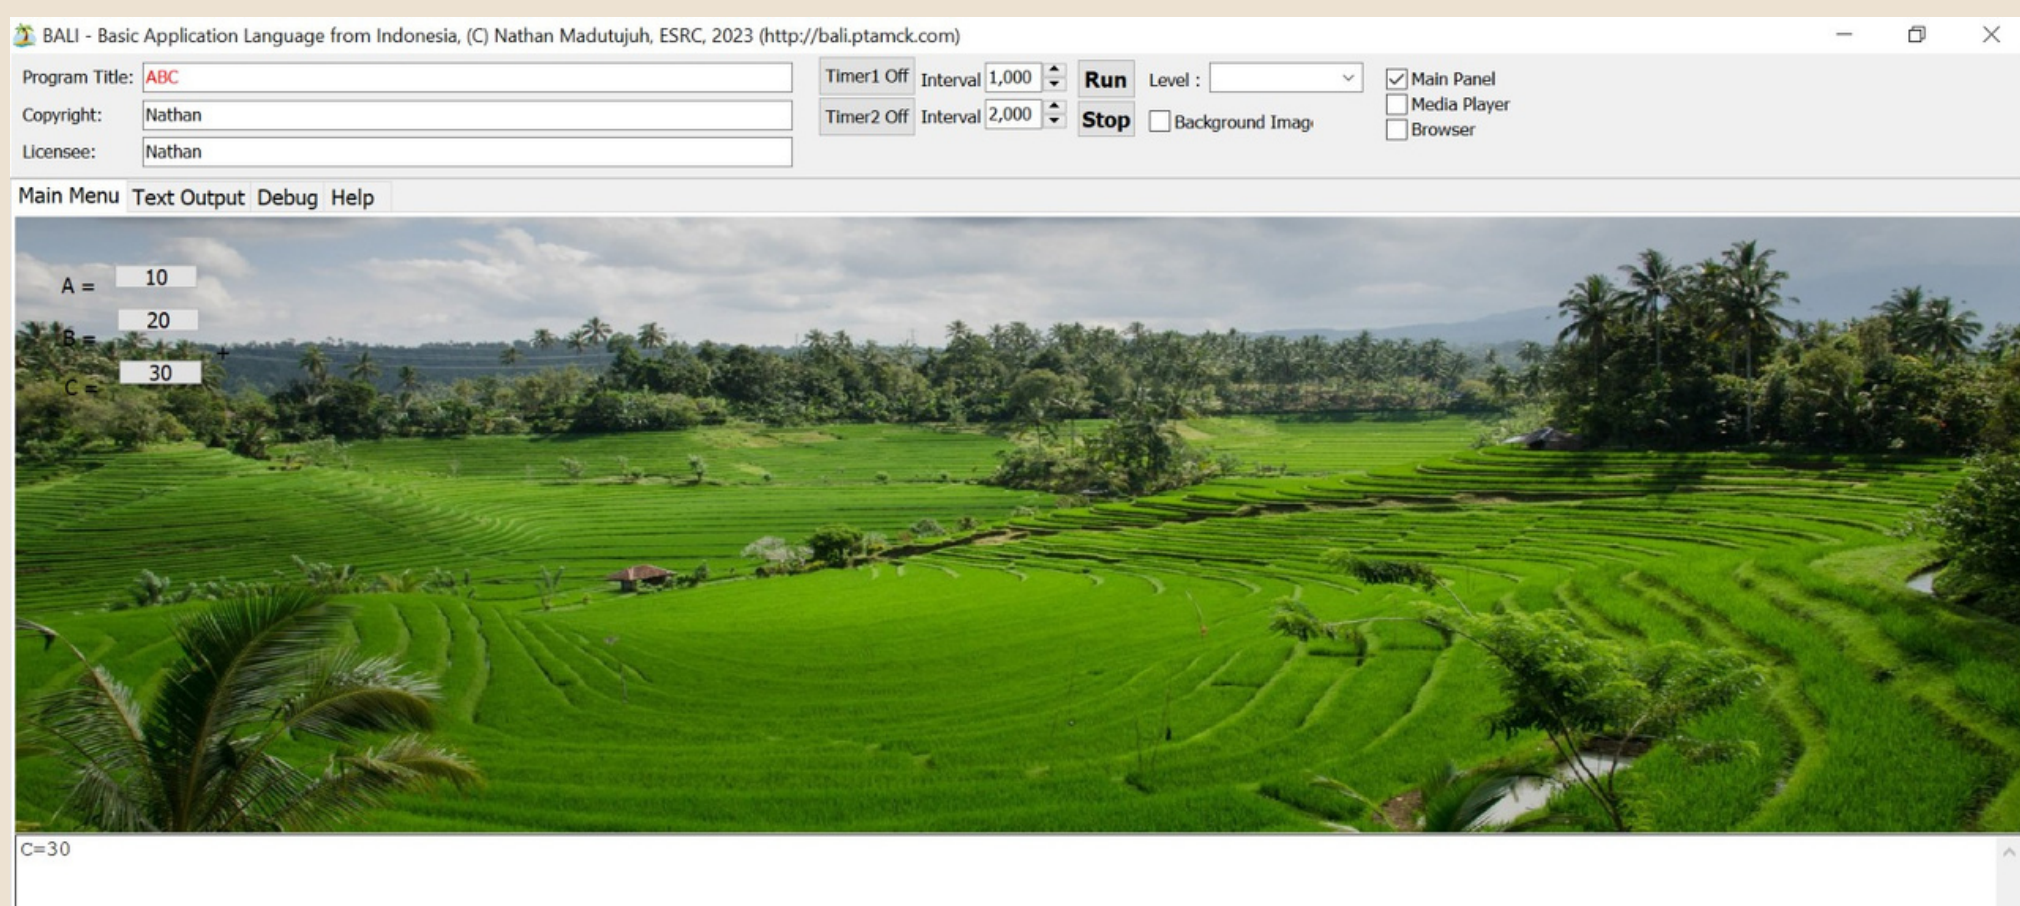 BALI - Basic Application Language from Indonesia, (C) Nathan Madutujuh, ESRC, 2023 (http://bali.ptamck.com)
Program Title: ABC Timer1 Off Interval 1,000 Run Level : Main Panel
Media Player
Copyright: Nathan Timer2 Off Interval 2,000 Stop Background Imag
Browser
Licensee: Nathan
Main Menu Text Output Debug Help
A = 10
B = 20
C = 30
C=30